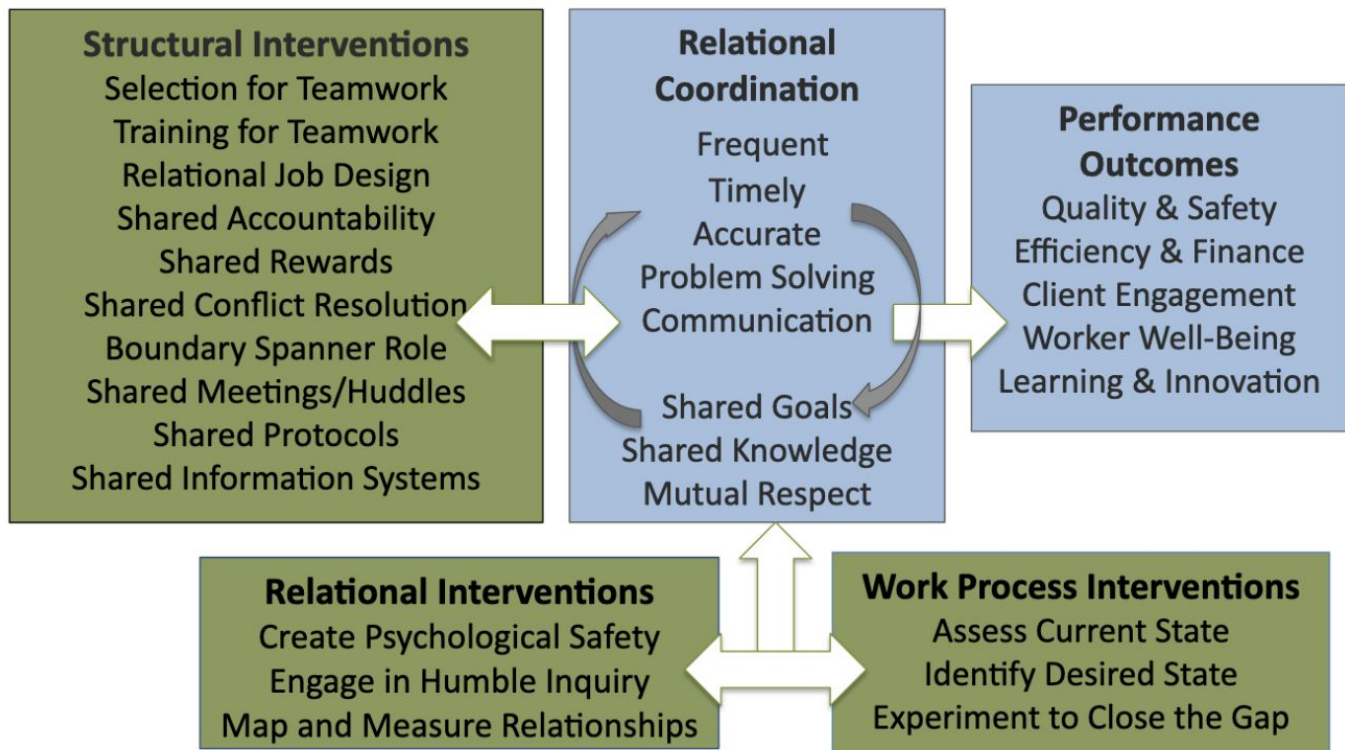 Structural Interventions
Selection for Teamwork
Training for Teamwork
Relational Job Design
Shared Accountability
Shared Rewards
Shared Conflict Resolution
Boundary Spanner Role
Shared Meetings/Huddles
Shared Protocols
Shared Information Systems
Relational
Coordination
Frequent
Timely
Accurate
Problem Solving
Communication
Shared Goals
Shared Knowledge
Mutual Respect
Performance
Outcomes
Quality & Safety
Efficiency & Finance
Client Engagement
Worker Well-Being
Learning & Innovation
Relational Interventions
Create Psychological Safety
Engage in Humble Inquiry
Map and Measure Relationships
Work Process Interventions
Assess Current State
Identify Desired State
Experiment to Close the Gap